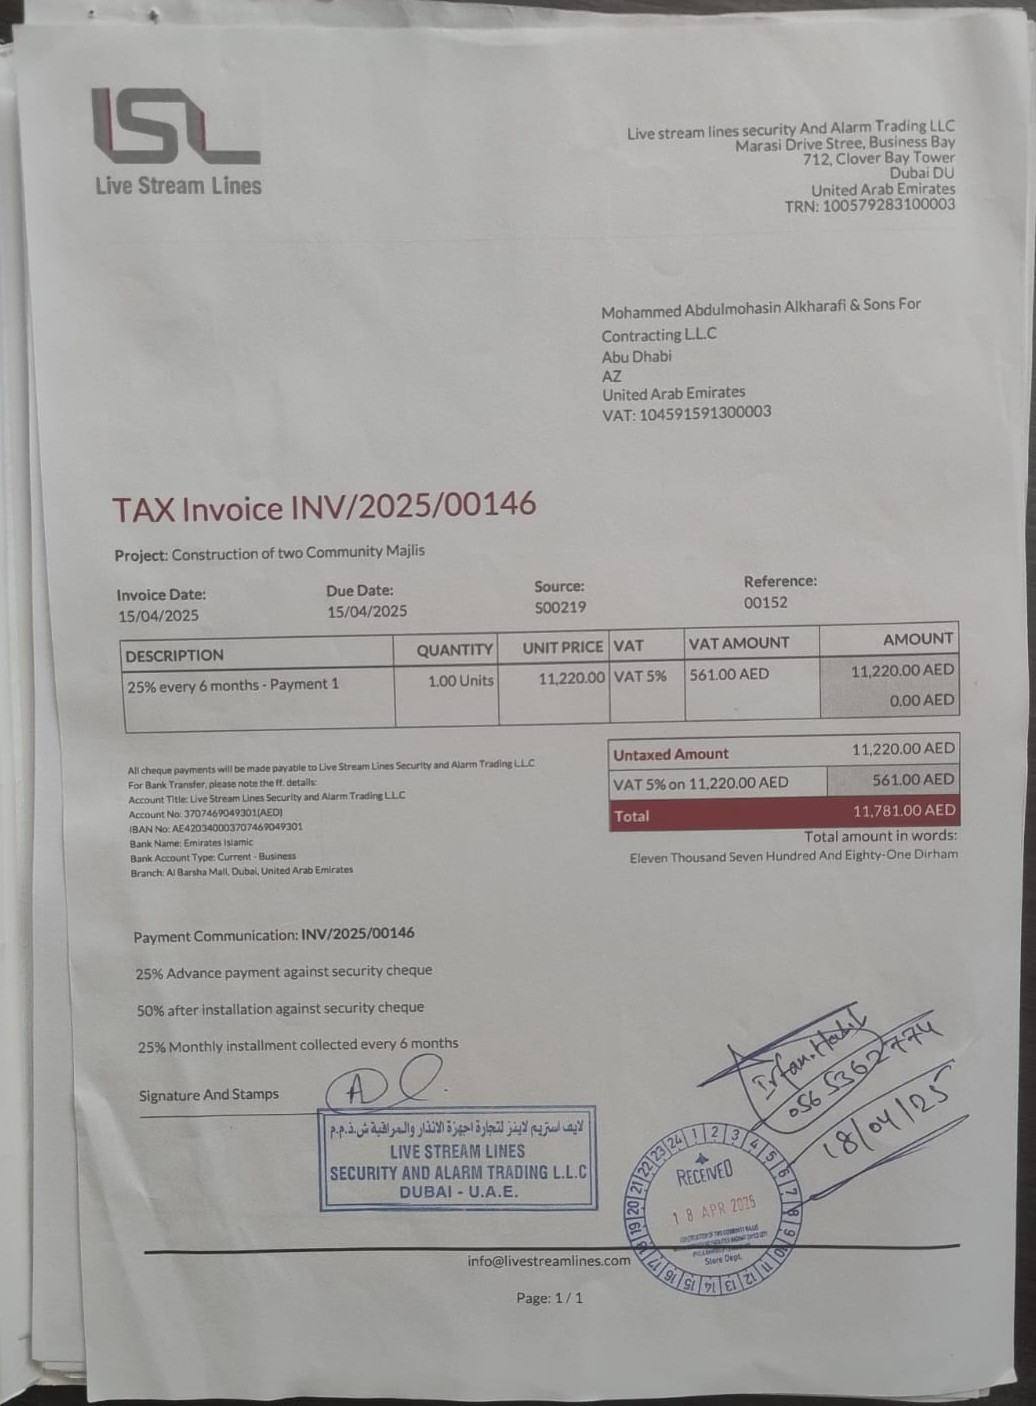 LSL
Live Stream Lines
Live stream lines security And Alarm Trading LLC
Marasi Drive Stree, Business Bay
712, Clover Bay Tower
Dubai DU
United Arab Emirates
TRN: 100579283100003
Mohammed Abdulmohasin Alkharafi & Sons For
Contracting L.L.C
Abu Dhabi
AZ
United Arab Emirates
VAT: 104591591300003
TAX Invoice INV/2025/00146
Project: Construction of two Community Majlis
Invoice Date: Due Date: Source: Reference:
15/04/2025 15/04/2025 S00219 00152
DESCRIPTION QUANTITY UNIT PRICE VAT VAT AMOUNT AMOUNT
25% every 6 months - Payment 1 1.00 Units 11,220.00 VAT 5% 561.00 AED 11,220.00 AED
0.00 AED
Untaxed Amount 11,220.00 AED
VAT 5% on 11,220.00 AED 561.00 AED
Total 11,781.00 AED
Total amount in words:
Eleven Thousand Seven Hundred And Eighty-One Dirham
All cheque payments will be made payable to Live Stream Lines Security and Alarm Trading L.L.C
For Bank Transfer, please note the ff. details:
Account Title: Live Stream Lines Security and Alarm Trading L.L.C
Account No: 3707469049301(AED)
IBAN No: AE420340003707469049301
Bank Name: Emirates Islamic
Bank Account Type: Current - Business
Branch: Al Barsha Mall, Dubai, United Arab Emirates
Payment Communication: INV/2025/00146
25% Advance payment against security cheque
50% after installation against security cheque
25% Monthly installment collected every 6 months
Signature And Stamps
لايف استريم لاينز لتجارة اجهزة الانذار والمراقبة ش.ذ.م.م
LIVE STREAM LINES
SECURITY AND ALARM TRADING L.L.C
DUBAI - U.A.E.
Irfan
056 5362774
18/04/25
1 2 3 4 5 6 7 8 9 10 11 12 13 14 15 16 17 18 19 20 21 22 23 24
RECEIVED
18 APR 2025
Store Dept.
info@livestreamlines.com
Page: 1 / 1